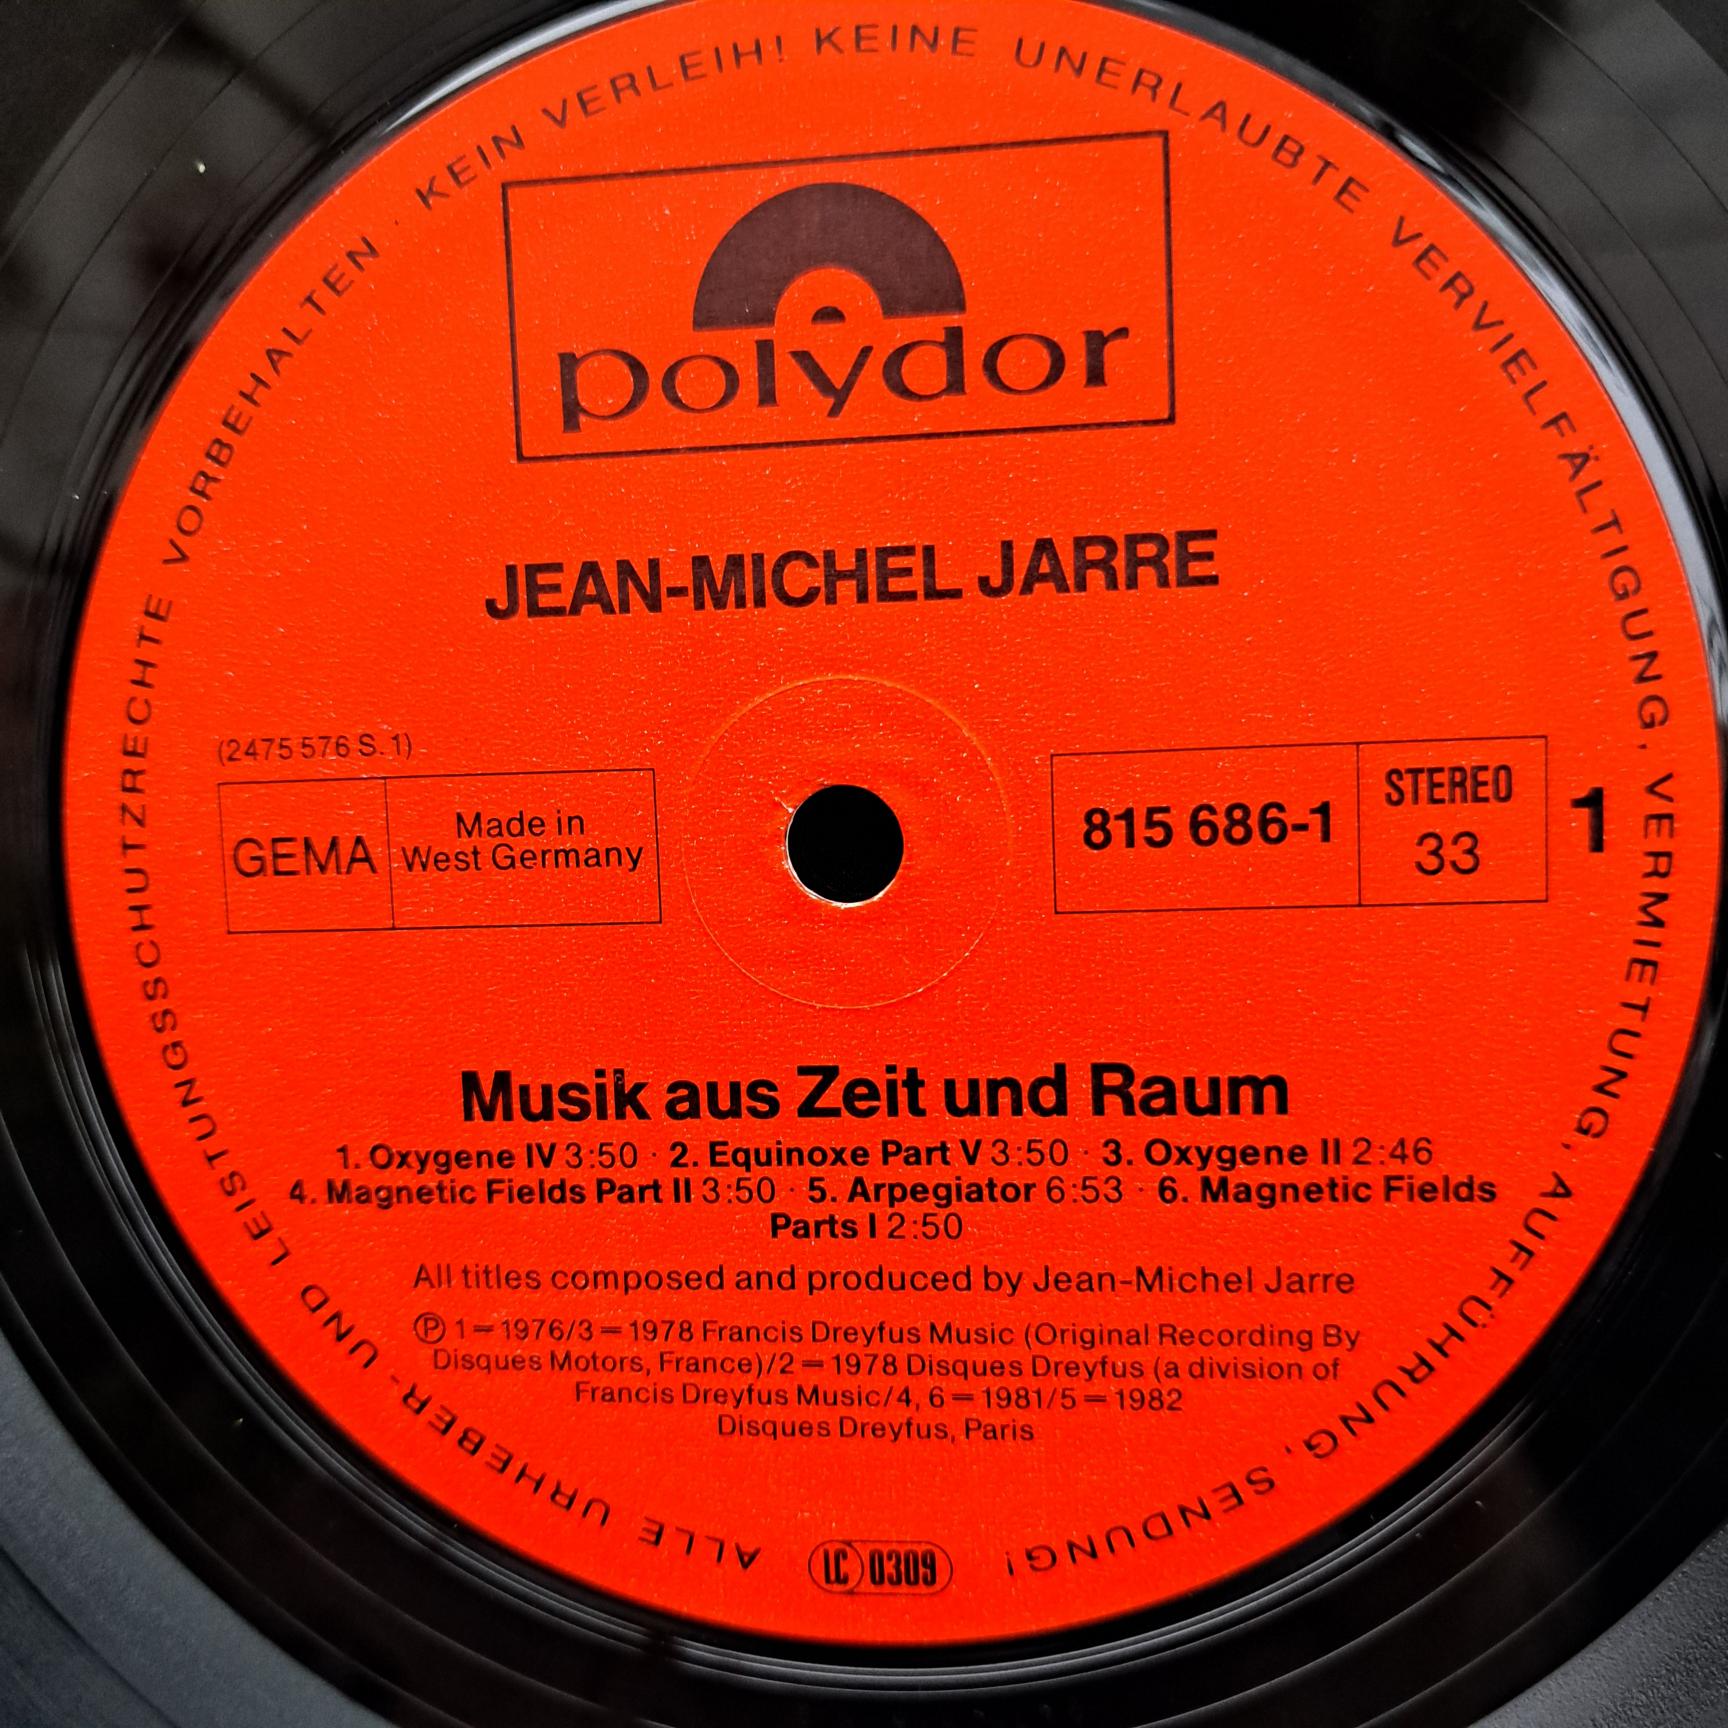 ALLE URHEBER- UND LEISTUNGSSCHUTZRECHTE VORBEHALTEN · KEIN VERLEIH! KEINE UNERLAUBTE VERVIELFÄLTIGUNG, VERMIETUNG, AUFFÜHRUNG, SENDUNG!
polydor
JEAN-MICHEL JARRE
(2475 576 S. 1)
GEMA
Made in
West Germany
815 686-1
STEREO
33
1
Musik aus Zeit und Raum
1. Oxygene IV 3:50 · 2. Equinoxe Part V 3:50 · 3. Oxygene II 2:46
4. Magnetic Fields Part II 3:50 · 5. Arpegiator 6:53 · 6. Magnetic Fields
Parts I 2:50
All titles composed and produced by Jean-Michel Jarre
Ⓟ 1 = 1976/3 = 1978 Francis Dreyfus Music (Original Recording By
Disques Motors, France)/2 = 1978 Disques Dreyfus (a division of
Francis Dreyfus Music/4, 6 = 1981/5 = 1982
Disques Dreyfus, Paris
LC 0309